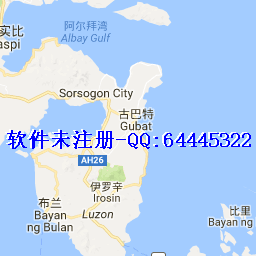 阿尔拜湾
Albay Gulf
实比
aspi
Sorsogon City
古巴特
Gubat
软件未注册-QQ:64445322
AH26
伊罗辛
Irosin
布兰
Bayan
ng Bulan
Luzon
比里
Bayan ng